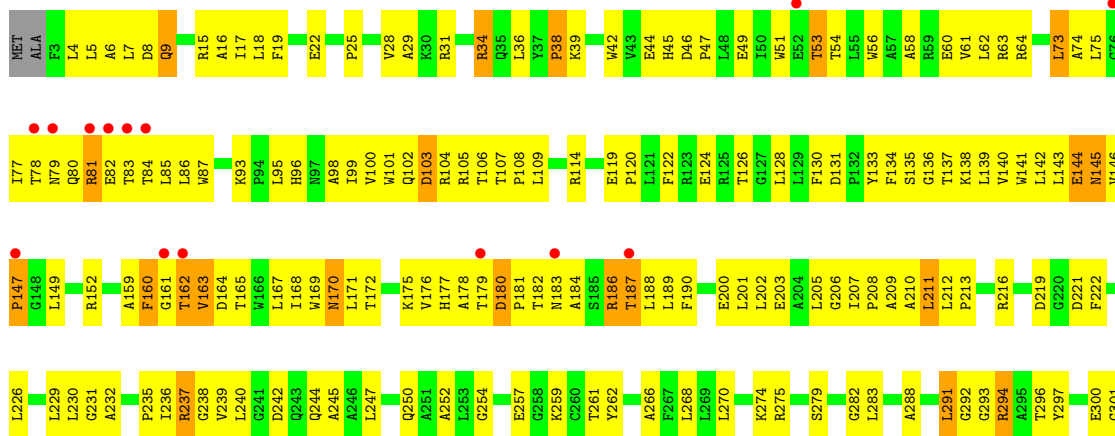 MET ALA F3 L4 L5 A6 L7 D8 Q9 R15 A16 I17 L18 F19 E22 P25 V28 A29 K30 R31 R34 Q35 L36 Y37 P38 K39 W42 V43 E44 H45 D46 P47 L48 E49 I50 W51 E52 T53 T54 L55 W56 A57 A58 R59 E60 V61 L62 R63 R64 L73 A74 L75 G76
I77 T78 N79 Q80 R81 E82 T83 T84 L85 L86 W87 K93 P94 L95 H96 N97 A98 I99 V100 W101 Q102 D103 R104 R105 T106 N107 P108 L109 R114 E119 P120 L121 F122 R123 E124 R125 T126 G127 L128 L129 F130 D131 P132 Y133 F134 S135 G136 T137 K138 L139 V140 W141 L142 L143 E144 N145 V146
P147 G148 L149 R152 A159 F160 G161 T162 V163 D164 T165 W166 L167 I168 W169 N170 L171 T172 K175 V176 H177 A178 T179 D180 P181 T182 N183 A184 S185 R186 T187 L188 L189 F190 E200 L201 L202 E203 A204 L205 G206 I207 P208 A209 A210 L211 L212 P213 R216 D219 G220 D221 F222
L226 L229 L230 G231 A232 P235 I236 R237 G238 V239 L240 G241 D242 Q243 Q244 A245 A246 L247 Q250 A251 A252 L253 G254 E257 G258 K259 C260 T261 Y262 A266 F267 L268 L269 L270 K274 R275 S279 G282 L283 A288 L291 G292 G293 R294 A295 T296 Y297 E300